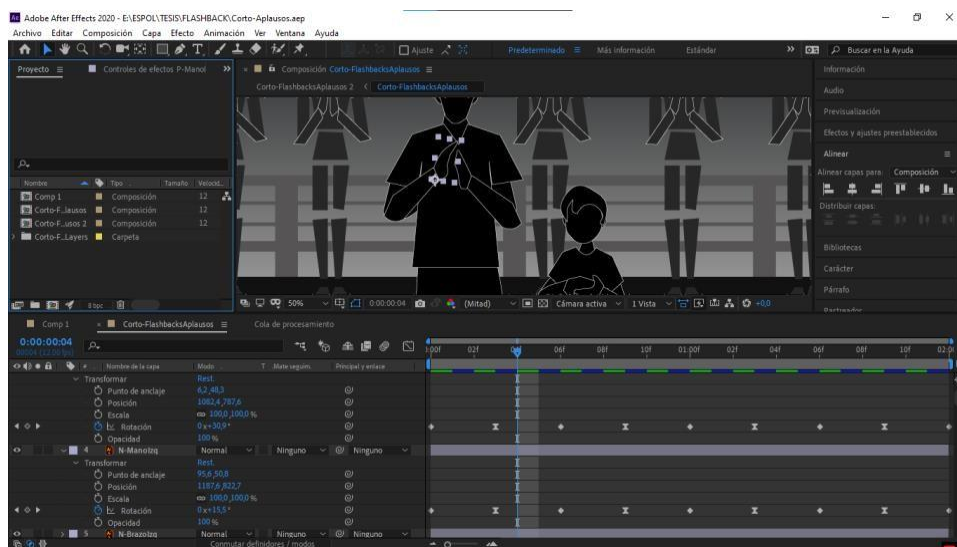 Ae Adobe After Effects 2020 - E:\ESPOL\TESIS\FLASHBACK\Corto-Aplausos.aep
Archivo Editar Composición Capa Efecto Animación Ver Ventana Ayuda
Ajuste Predeterminado Más información Estándar Buscar en la Ayuda
Proyecto Controles de efectos P-Manoi Composición Corto-FlashbacksAplausos Información
Corto-FlashbacksAplausos 2 Corto-FlashbacksAplausos
Audio
Previsualización
Efectos y ajustes preestablecidos
Alinear
Alinear capas para: Composición
Nombre Tipo Tamaño Velocid...
Comp 1 Composición 12
Corto-F...lausos Composición 12
Corto-F...usos 2 Composición 12
Corto-F...Layers Carpeta
Distribuir capas:
Bibliotecas
Carácter
Párrafo
8 bpc 50% 0:00:00:04 (Mitad) Cámara activa 1 Vista +0,0
Rastreador
Comp 1 Corto-FlashbacksAplausos Cola de procesamiento
0:00:00:04
00004 (12.00 fps)
02f 04f 06f 08f 10f 01:00f 02f 04f 06f 08f 10f
# Nombre de la capa Modo T .Mate seguim. Principal y enlace
Transformar Rest.
Punto de anclaje 6,2,48,3
Posición 1082,4,787,6
Escala 100,0,100,0 %
Rotación 0x+30,9°
Opacidad 100 %
4 N-ManoIzq Normal Ninguno Ninguno
Transformar Rest.
Punto de anclaje 95,6,50,8
Posición 1187,6,822,7
Escala 100,0,100,0 %
Rotación 0x+15,5°
Opacidad 100 %
5 N-BrazoIzq Normal Ninguno Ninguno
Conmutar definidores / modos